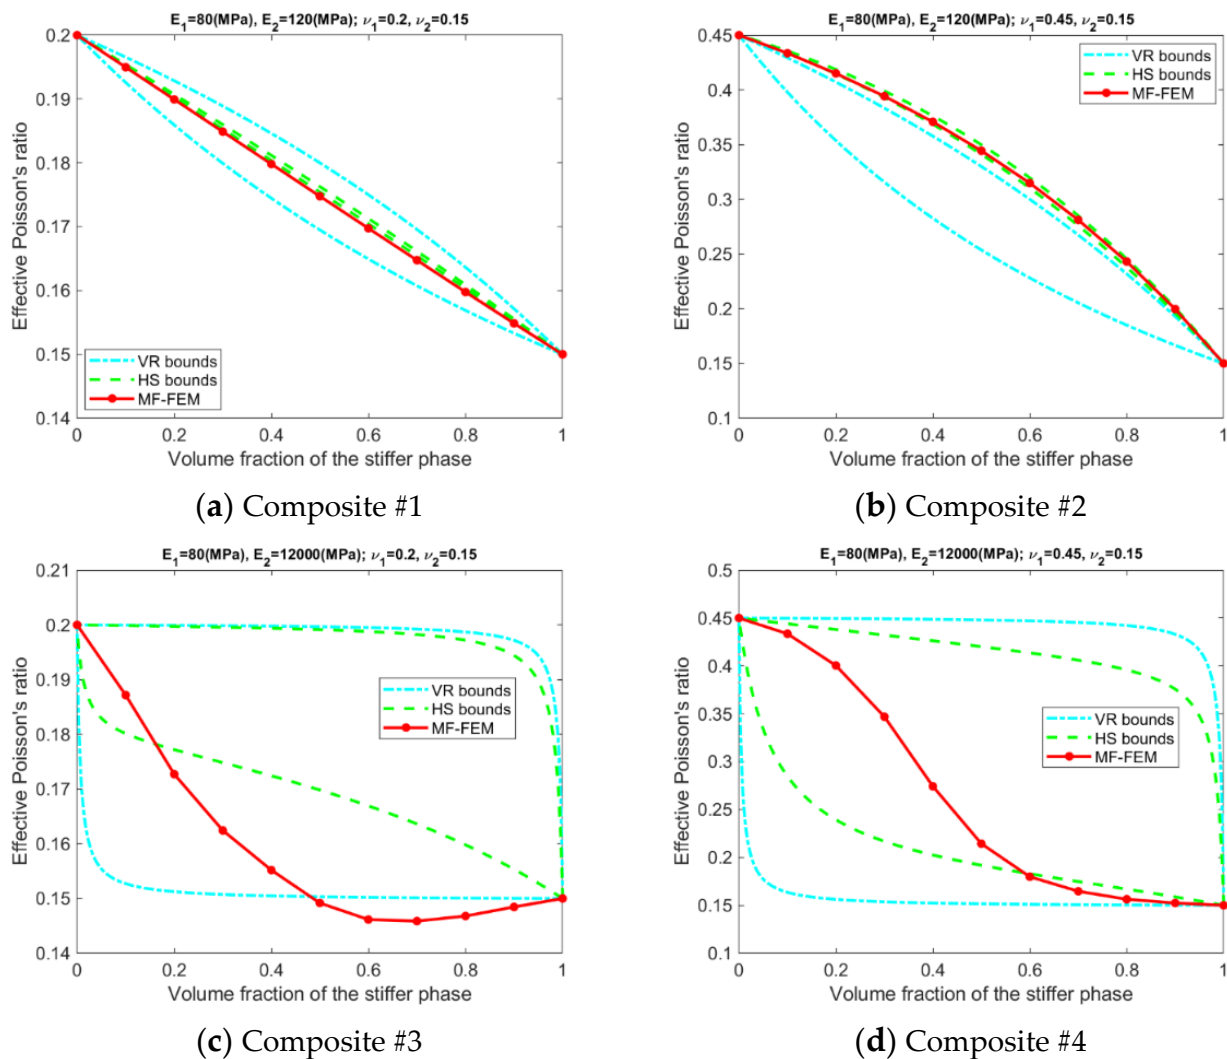 E₁=80(MPa), E₂=120(MPa); ν₁=0.2, ν₂=0.15
0.2
0.19
0.18
0.17
0.16
0.15
0.14
Effective Poisson's ratio
VR bounds
HS bounds
MF-FEM
0 0.2 0.4 0.6 0.8 1
Volume fraction of the stiffer phase
(a) Composite #1
E₁=80(MPa), E₂=120(MPa); ν₁=0.45, ν₂=0.15
0.45
0.4
0.35
0.3
0.25
0.2
0.15
0.1
Effective Poisson's ratio
VR bounds
HS bounds
MF-FEM
0 0.2 0.4 0.6 0.8 1
Volume fraction of the stiffer phase
(b) Composite #2
E₁=80(MPa), E₂=12000(MPa); ν₁=0.2, ν₂=0.15
0.21
0.2
0.19
0.18
0.17
0.16
0.15
0.14
Effective Poisson's ratio
VR bounds
HS bounds
MF-FEM
0 0.2 0.4 0.6 0.8 1
Volume fraction of the stiffer phase
(c) Composite #3
E₁=80(MPa), E₂=12000(MPa); ν₁=0.45, ν₂=0.15
0.5
0.45
0.4
0.35
0.3
0.25
0.2
0.15
0.1
Effective Poisson's ratio
VR bounds
HS bounds
MF-FEM
0 0.2 0.4 0.6 0.8 1
Volume fraction of the stiffer phase
(d) Composite #4